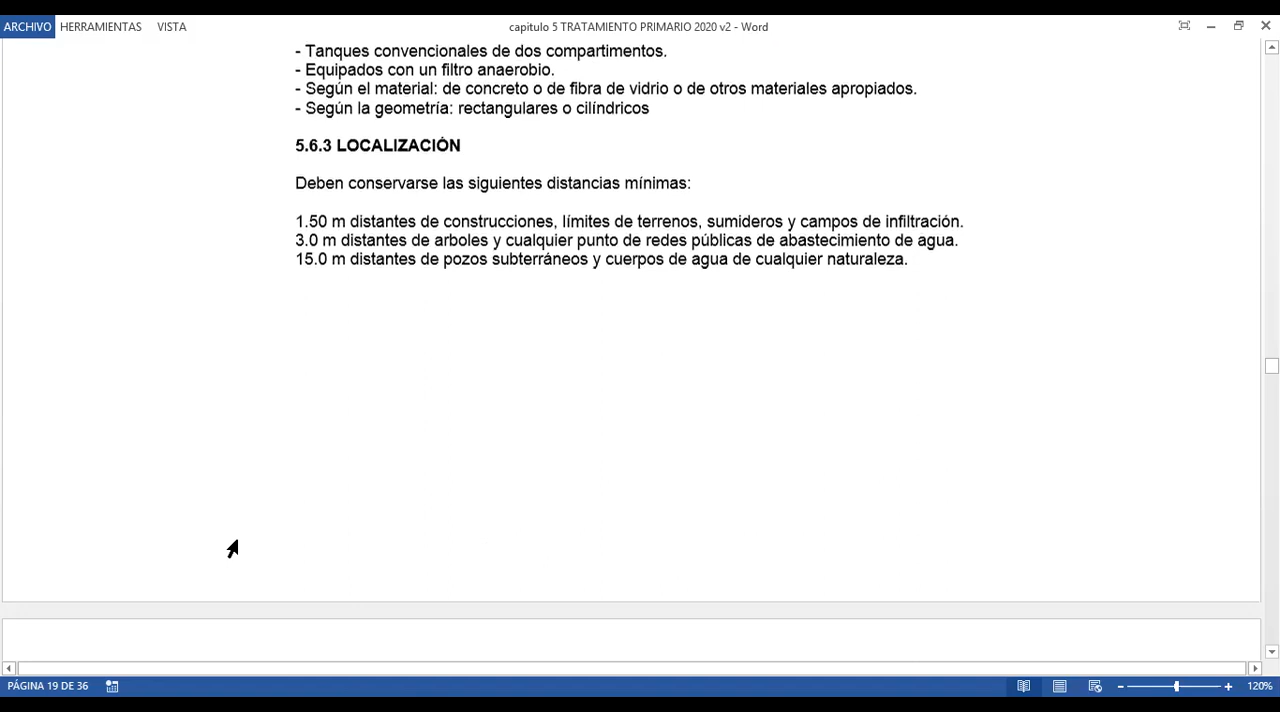 ARCHIVO HERRAMIENTAS VISTA capitulo 5 TRATAMIENTO PRIMARIO 2020 v2 - Word
- Tanques convencionales de dos compartimentos.
- Equipados con un filtro anaerobio.
- Según el material: de concreto o de fibra de vidrio o de otros materiales apropiados.
- Según la geometría: rectangulares o cilíndricos
5.6.3 LOCALIZACIÓN
Deben conservarse las siguientes distancias mínimas:
1.50 m distantes de construcciones, límites de terrenos, sumideros y campos de infiltración.
3.0 m distantes de arboles y cualquier punto de redes públicas de abastecimiento de agua.
15.0 m distantes de pozos subterráneos y cuerpos de agua de cualquier naturaleza.
PÁGINA 19 DE 36 120%